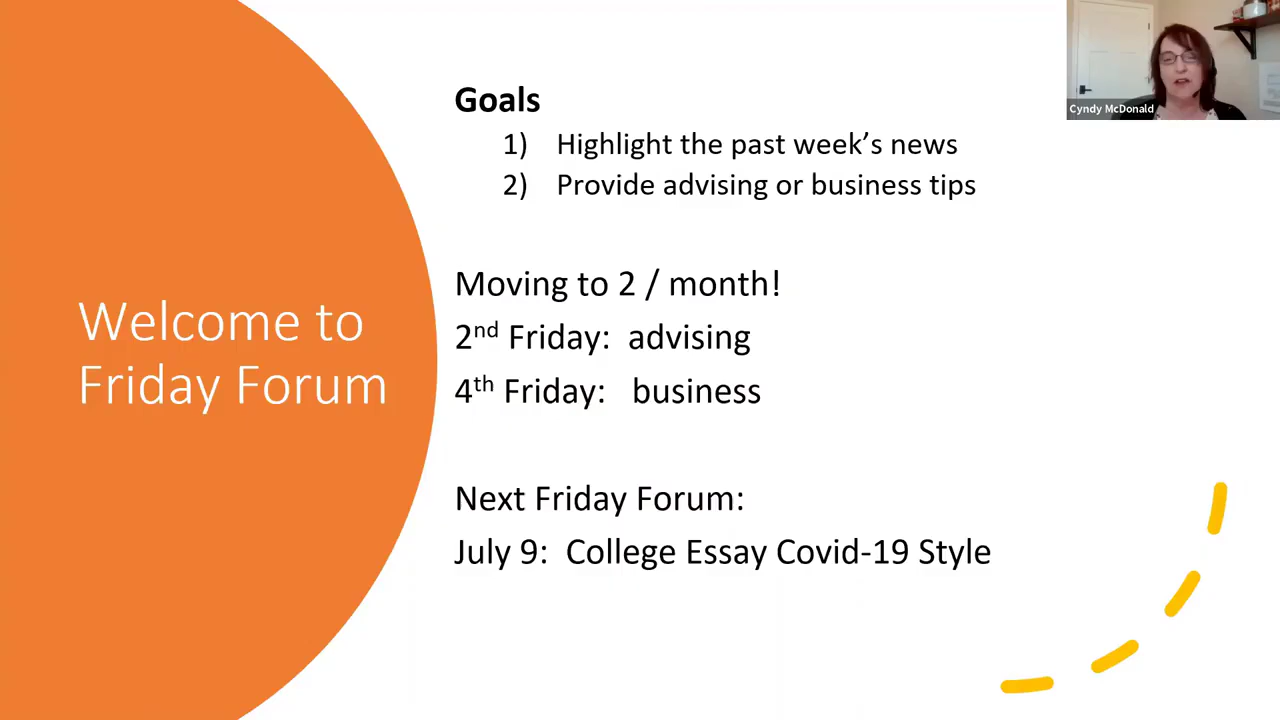 Welcome to
Friday Forum
Goals
1) Highlight the past week’s news
2) Provide advising or business tips
Moving to 2 / month!
2nd Friday: advising
4th Friday: business
Next Friday Forum:
July 9: College Essay Covid-19 Style
Cyndy McDonald